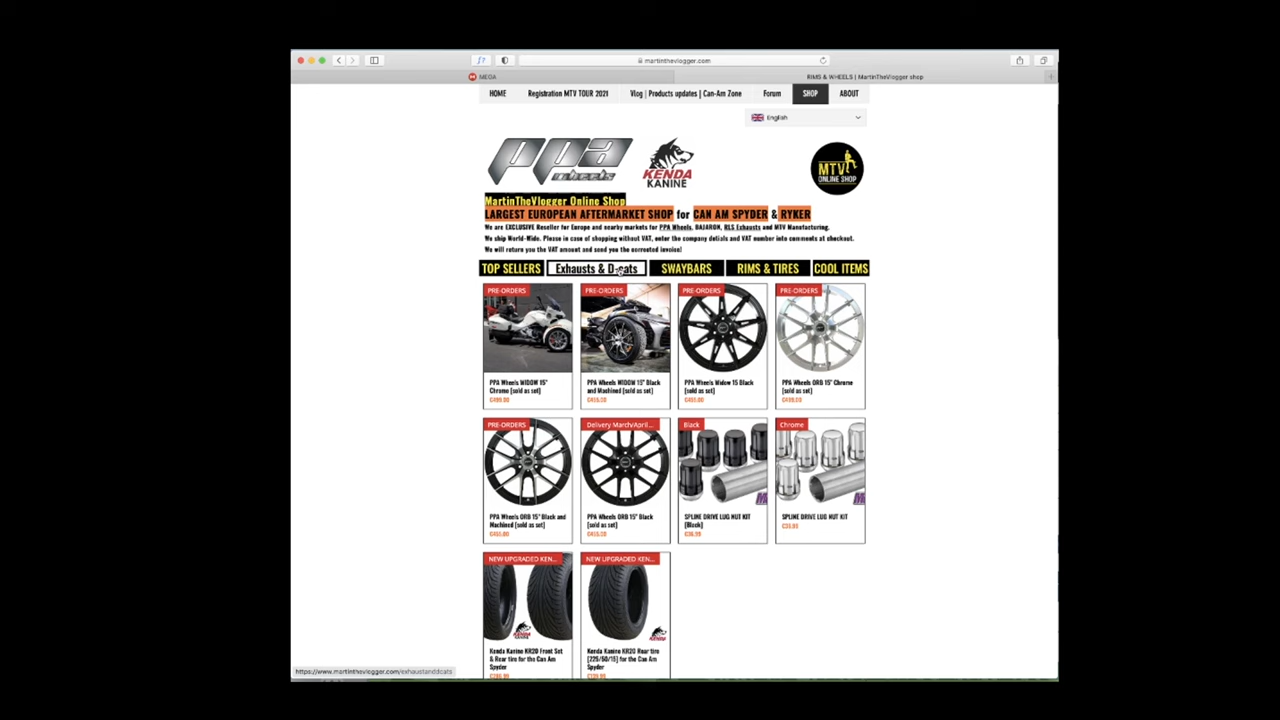 martinthevlogger.com
MEGA
RIMS & WHEELS | MartinTheVlogger shop
HOME
Registration MTV TOUR 2021
Vlog | Products updates | Can-Am Zone
Forum
SHOP
ABOUT
English
ppa
wheels
KENDA
KANINE
MTV
ONLINE SHOP
MartinTheVlogger Online Shop
LARGEST EUROPEAN AFTERMARKET SHOP for CAN AM SPYDER & RYKER
We are EXCLUSIVE Reseller for Europe and nearby markets for PPA Wheels, BAJARON, RLS Exhausts and MTV Manufacturing.
We ship World-Wide. Please in case of shopping without VAT, enter the company details and VAT number into comments at checkout.
We will return you the VAT amount and send you the corrected invoice!
TOP SELLERS
Exhausts & Dcats
SWAYBARS
RIMS & TIRES
COOL ITEMS
PRE-ORDERS
PRE-ORDERS
PRE-ORDERS
PRE-ORDERS
PPA Wheels WIDOW 15"
Chrome (sold as set)
PPA Wheels WIDOW 15" Black
and Machined (sold as set)
PPA Wheels Widow 15 Black
(sold as set)
PPA Wheels ORB 15" Chrome
(sold as set)
PRE-ORDERS
Delivery March/April...
Black
Chrome
PPA Wheels ORB 15" Black and
Machined (sold as set)
PPA Wheels ORB 15" Black
(sold as set)
SPLINE DRIVE LUG NUT KIT
(Black)
SPLINE DRIVE LUG NUT KIT
NEW UPGRADED KEN...
NEW UPGRADED KEN...
KENDA
KANINE
KENDA
Kenda Kanine KR20 Front Set
& Rear tire for the Can Am
Spyder
Kenda Kanine KR20 Rear tire
[225/50/15] for the Can Am
Spyder
https://www.martinthevlogger.com/exhaustanddcats